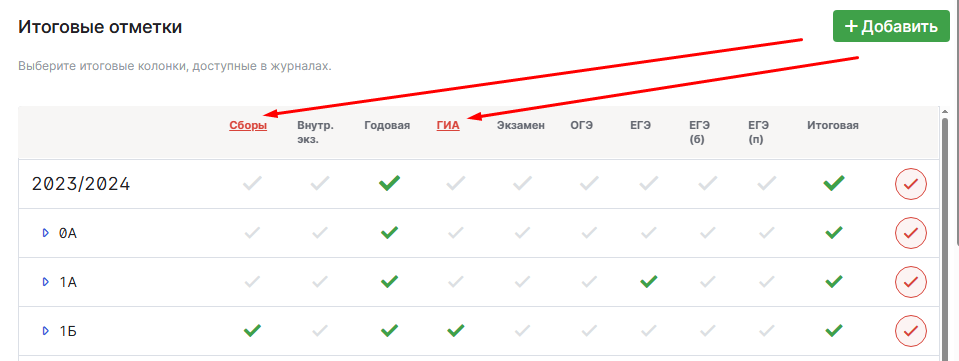 Итоговые отметки
+ Добавить
Выберите итоговые колонки, доступные в журналах.
Сборы Внутр. экз. Годовая ГИА Экзамен ОГЭ ЕГЭ ЕГЭ (б) ЕГЭ (п) Итоговая
2023/2024
0А
1А
1Б